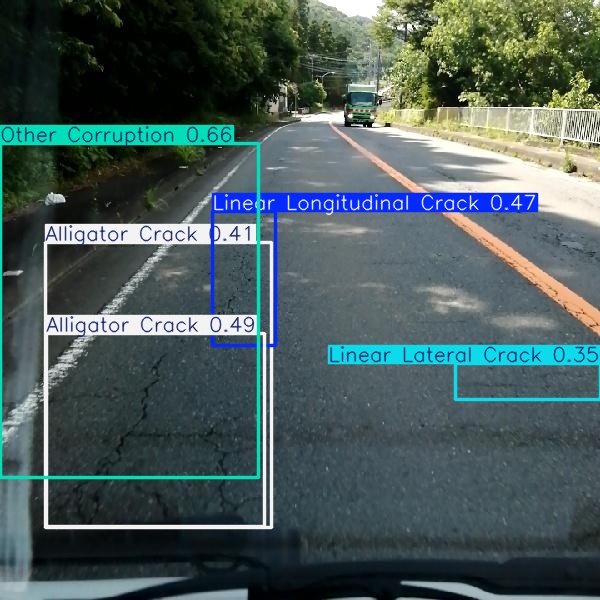 Other Corruption 0.66
Linear Longitudinal Crack 0.47
Alligator Crack 0.41
Alligator Crack 0.49
Linear Lateral Crack 0.35